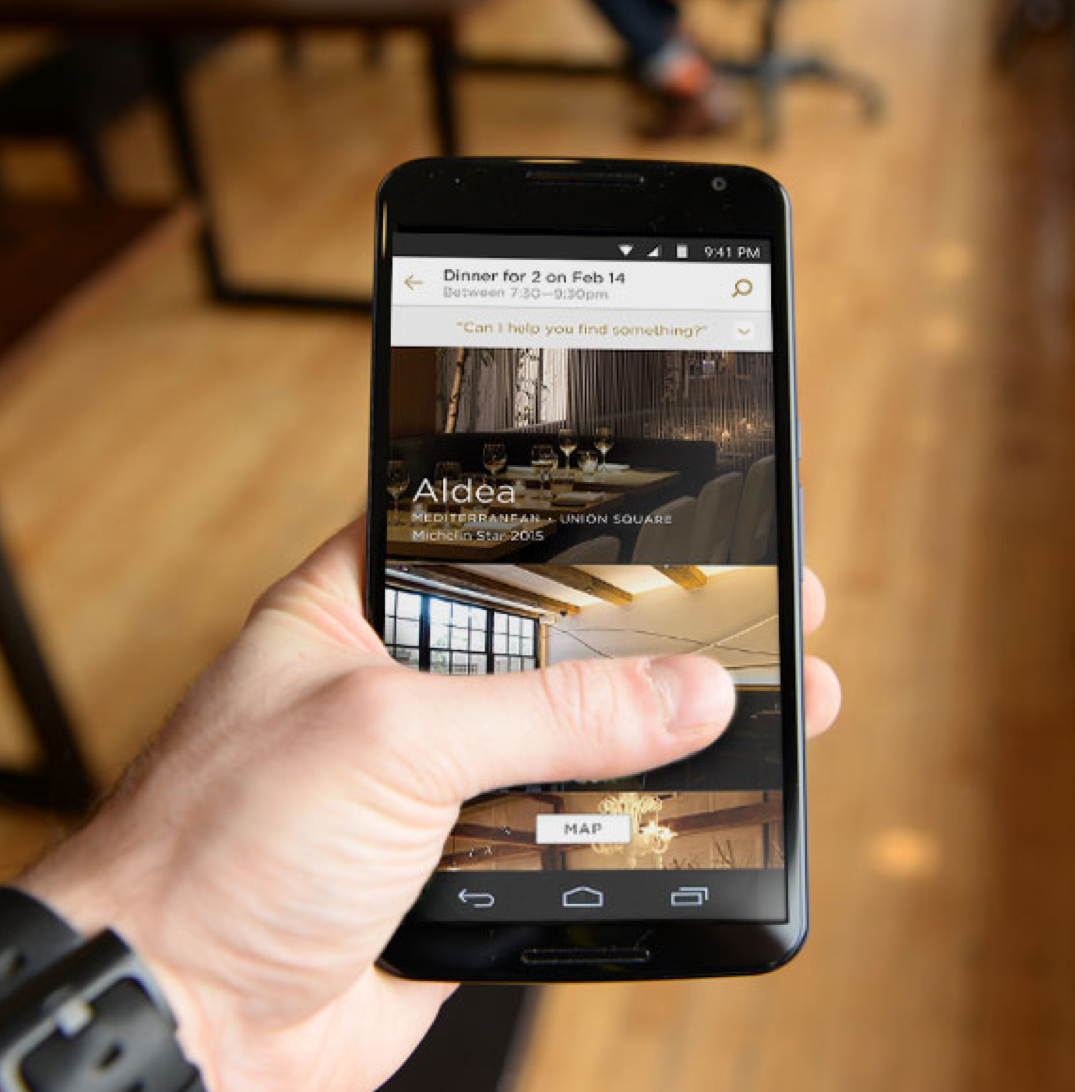 9:41 PM
Dinner for 2 on Feb 14
Between 7:30—9:30pm
"Can I help you find something?"
Aldea
MEDITERRANEAN • UNION SQUARE
Michelin Star 2015
MAP